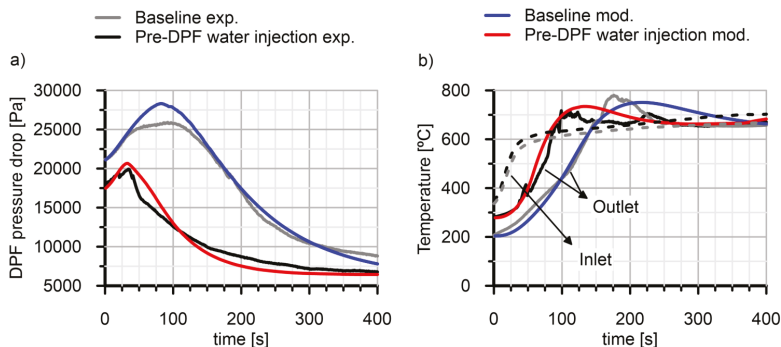 Baseline exp.
Pre-DPF water injection exp.
Baseline mod.
Pre-DPF water injection mod.
a)
DPF pressure drop [Pa]
30000
25000
20000
15000
10000
5000
0
100
200
300
400
time [s]
b)
Temperature [ºC]
800
600
400
200
0
Outlet
Inlet
0
100
200
300
400
time [s]